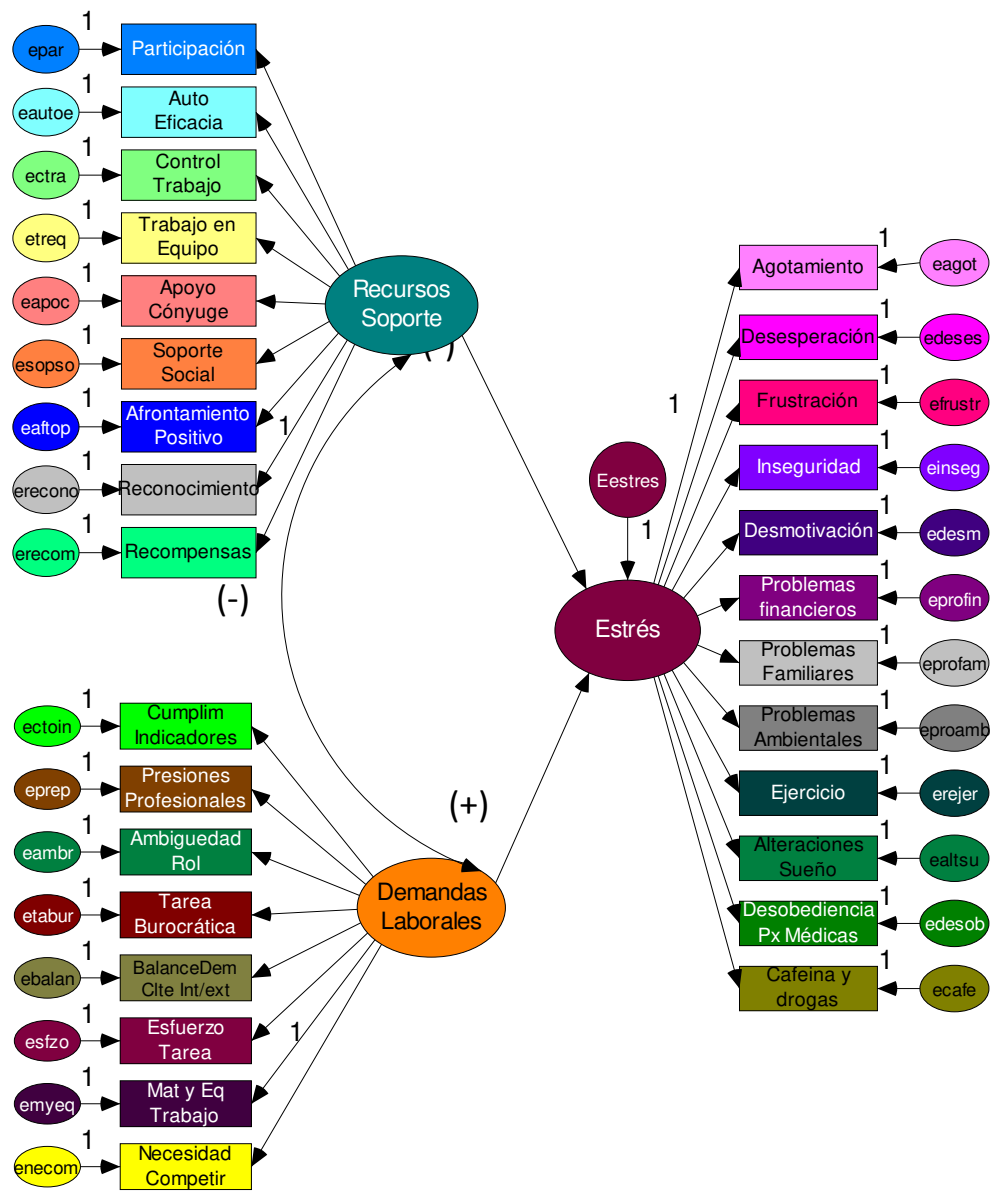 1
epar
Participación
1
eautoe
Auto
Eficacia
1
ectra
Control
Trabajo
1
etreq
Trabajo en
Equipo
1
eapoc
Apoyo
Cónyuge
1
esopso
Soporte
Social
1
eaftop
Afrontamiento
Positivo
1
1
erecono
Reconocimiento
1
erecom
Recompensas
Recursos
Soporte
(-)
1
ectoin
Cumplim
Indicadores
1
eprep
Presiones
Profesionales
1
eambr
Ambiguedad
Rol
1
etabur
Tarea
Burocrática
1
ebalan
BalanceDem
Clte Int/ext
1
esfzo
Esfuerzo
Tarea
1
1
emyeq
Mat y Eq
Trabajo
1
enecom
Necesidad
Competir
Demandas
Laborales
(+)
Eestres
1
Estrés
1
Agotamiento
1
eagot
Desesperación
1
edeses
Frustración
1
efrustr
Inseguridad
1
einseg
Desmotivación
1
edesm
Problemas
financieros
1
eprofin
Problemas
Familiares
1
eprofam
Problemas
Ambientales
1
eproamb
Ejercicio
1
erejer
Alteraciones
Sueño
1
ealtsu
Desobediencia
Px Médicas
1
edesob
Cafeina y
drogas
1
ecafe